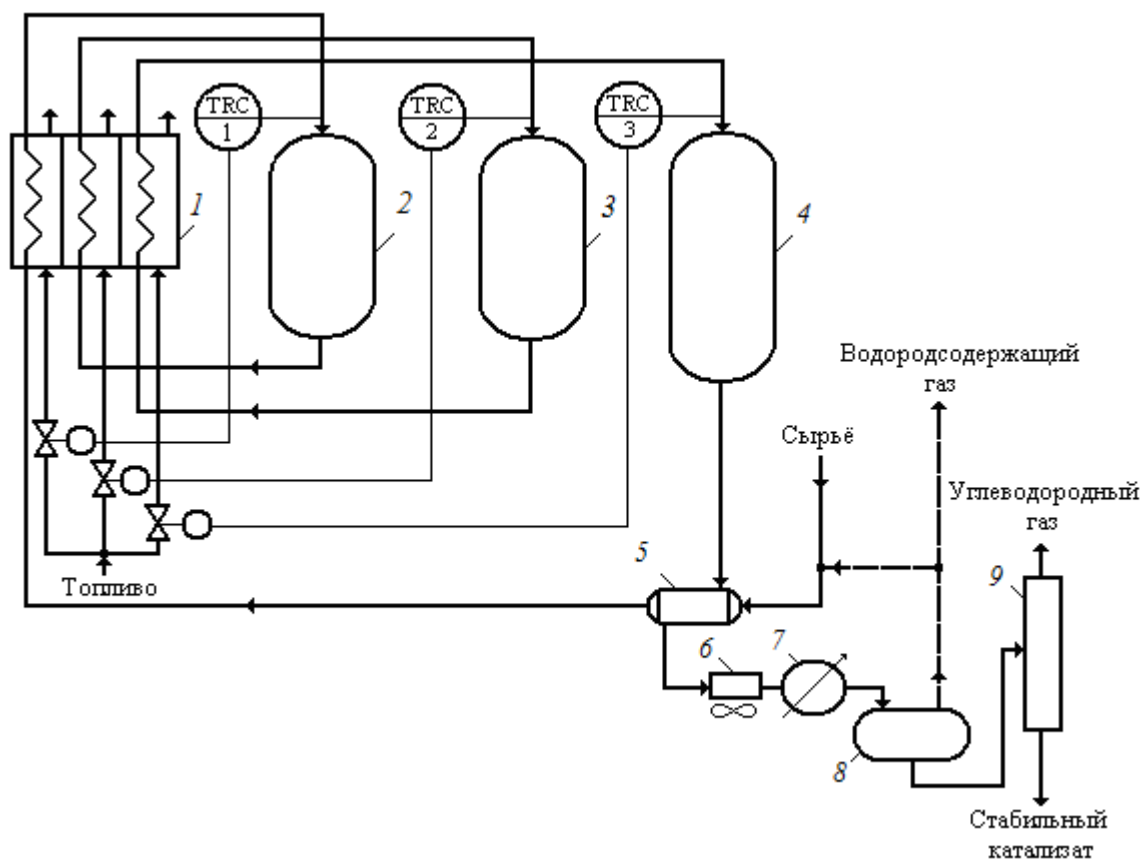 TRC
1
TRC
2
TRC
3
1
2
3
4
Водородсодержащий
газ
Сырьё
Углеводородный
газ
5
9
Топливо
6
7
8
Стабильный
катализат